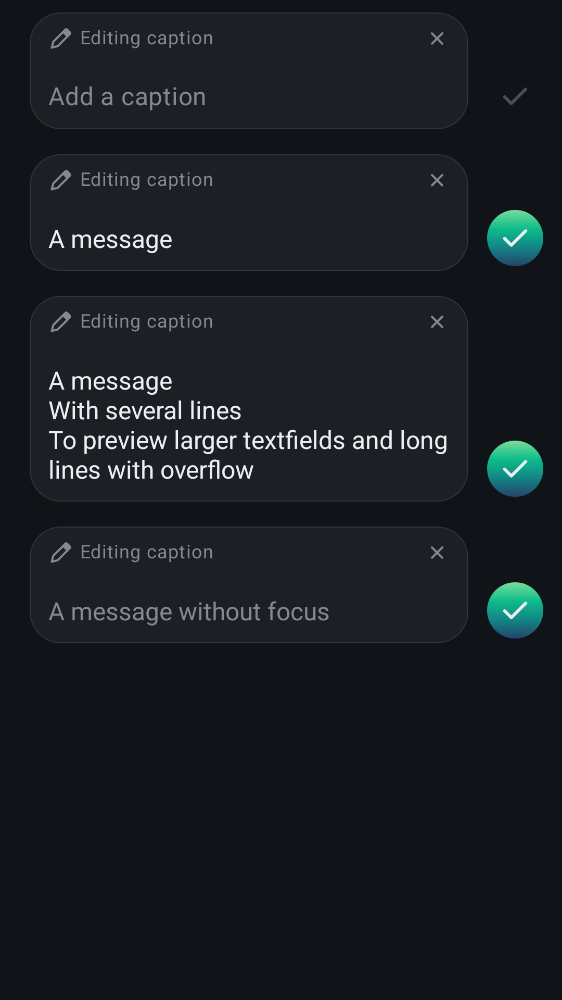 Editing caption
Add a caption
Editing caption
A message
Editing caption
A message
With several lines
To preview larger textfields and long
lines with overflow
Editing caption
A message without focus